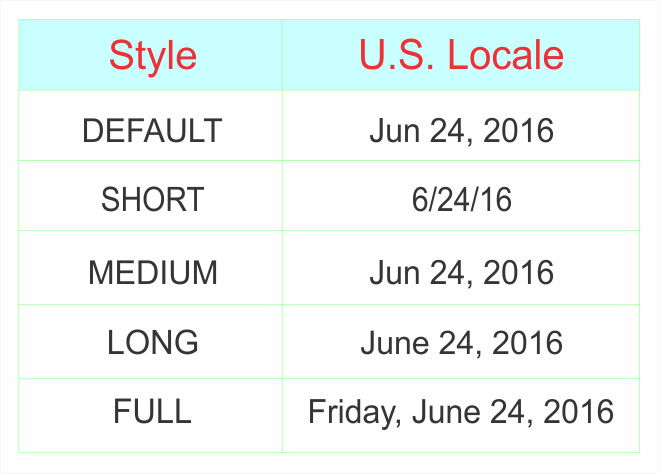 Style U.S. Locale
DEFAULT Jun 24, 2016
SHORT 6/24/16
MEDIUM Jun 24, 2016
LONG June 24, 2016
FULL Friday, June 24, 2016